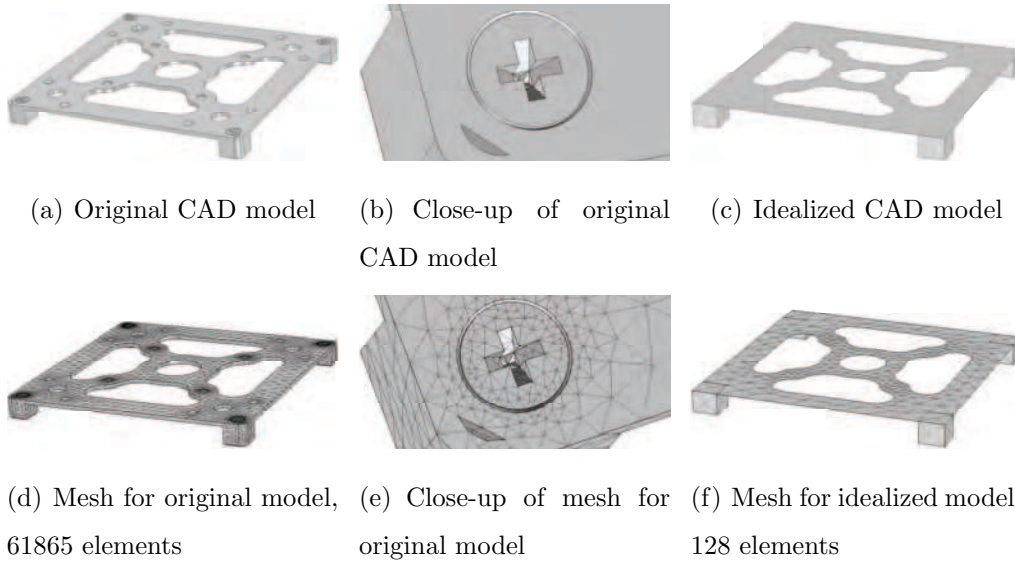 (a) Original CAD model
(b) Close-up of original
CAD model
(c) Idealized CAD model
(d) Mesh for original model,
61865 elements
(e) Close-up of mesh for
original model
(f) Mesh for idealized model
128 elements